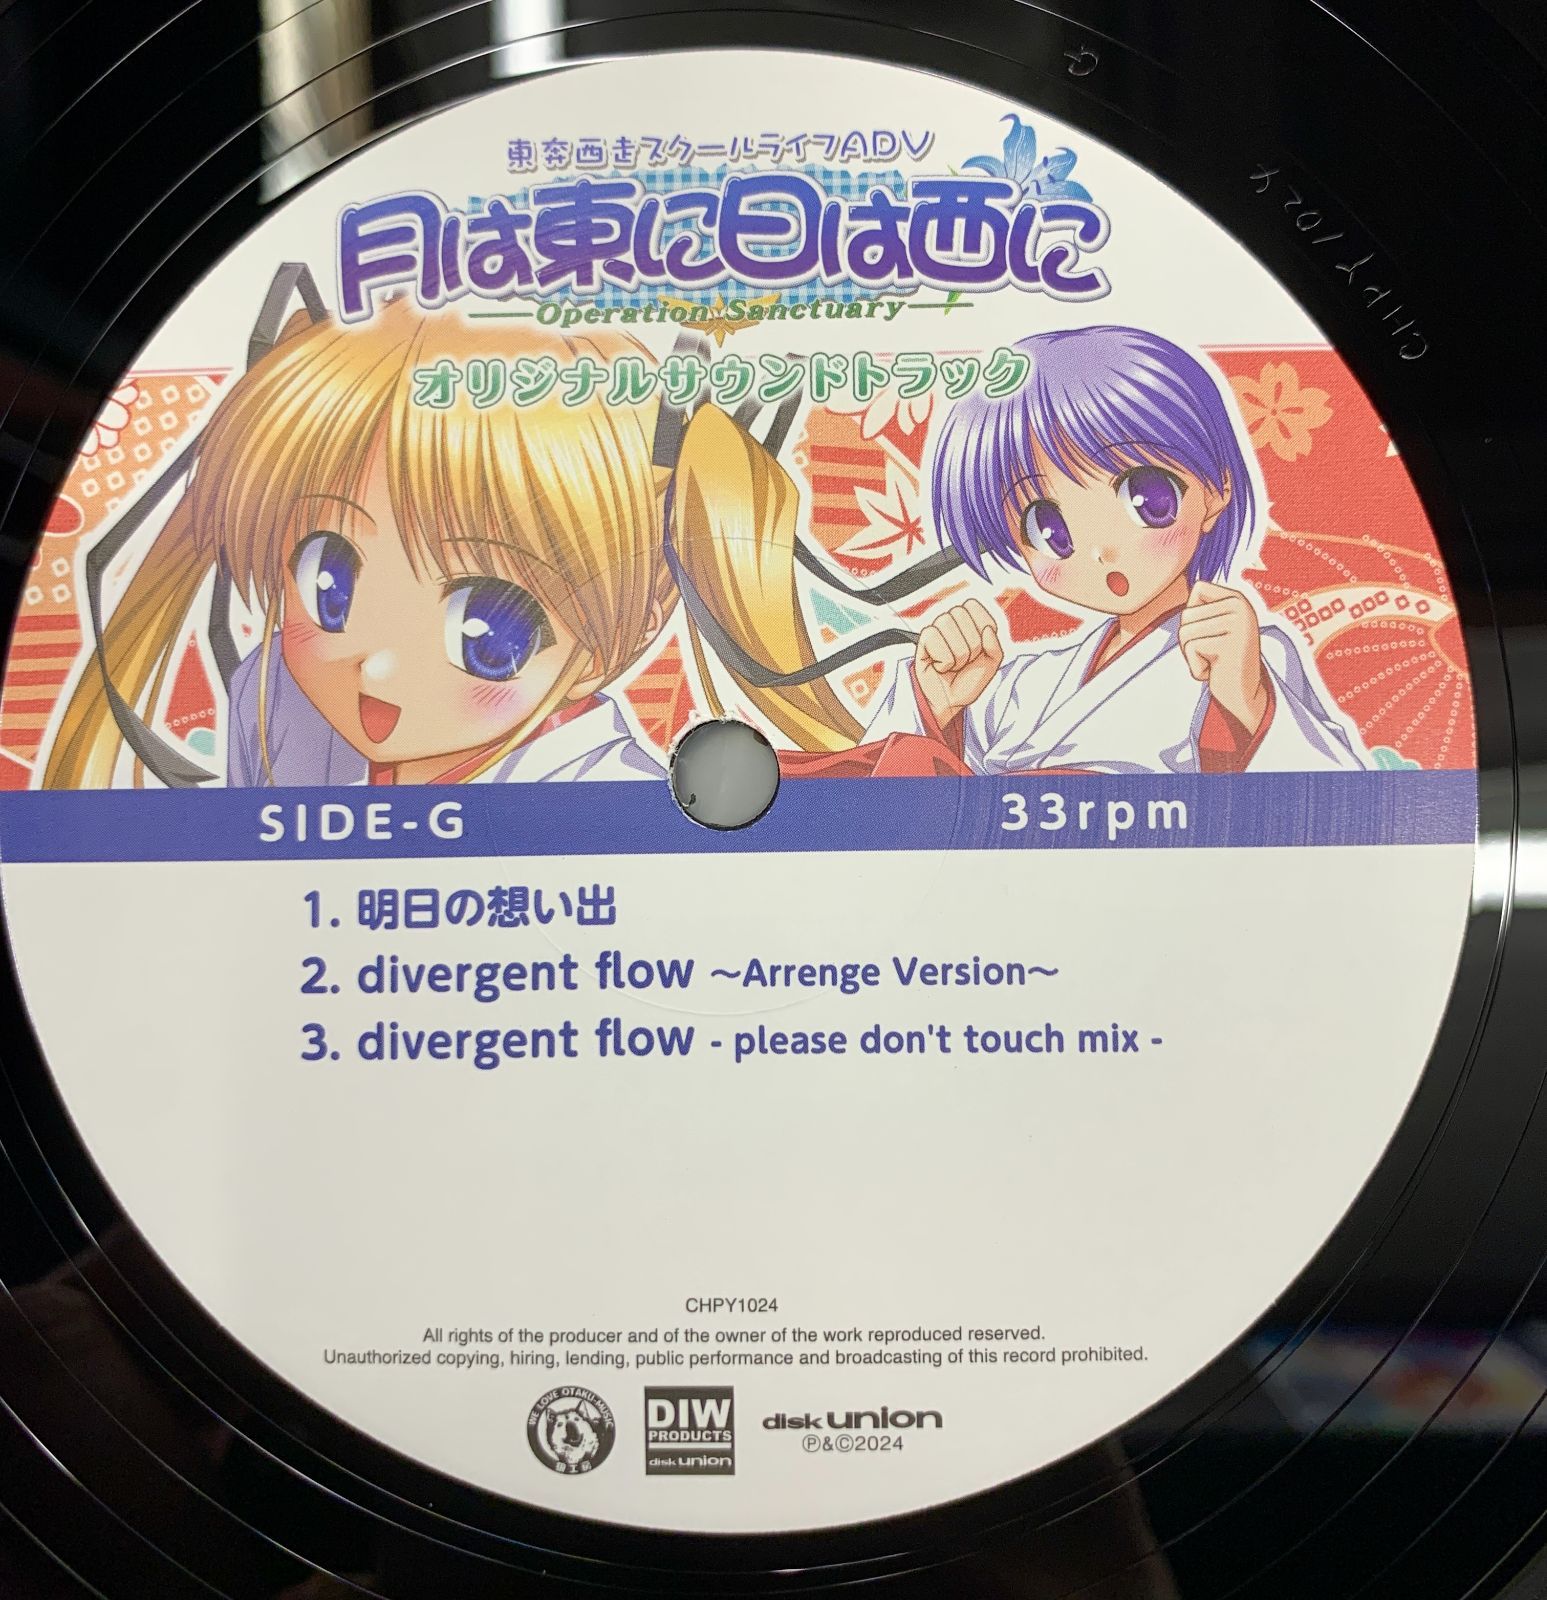 東奔西走スクールライフADV
月は東に日は西に
Operation Sanctuary
オリジナルサウンドトラック
SIDE-G
33rpm
1. 明日の想い出
2. divergent flow ～Arrenge Version～
3. divergent flow - please don't touch mix -
CHPY1024
All rights of the producer and of the owner of the work reproduced reserved.
Unauthorized copying, hiring, lending, public performance and broadcasting of this record prohibited.
WE LOVE OTAKU-MUSIC
DIW
PRODUCTS
disk union
disk union
Ⓟ&©2024
G
CHPY 1024